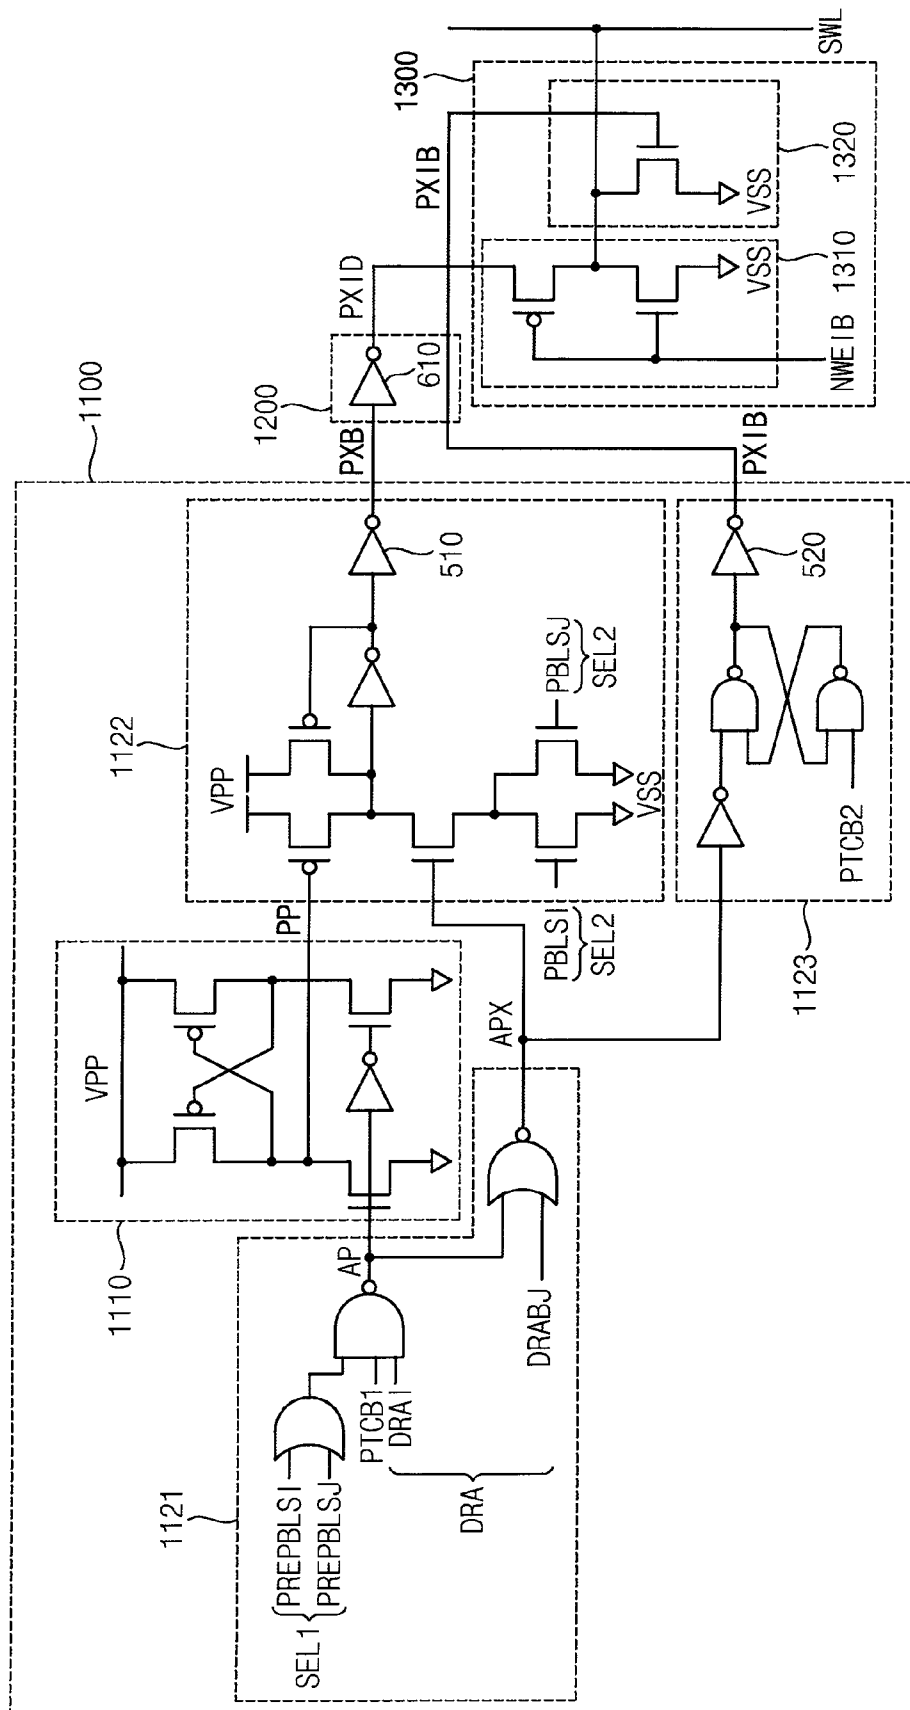 1100
1121
SEL1
PREPBLSI
PREPBLSJ
PTCB1
DRAI
DRA
DRABJ
AP
1110
VPP
PP
APX
1122
VPP
PBLSI
SEL2
PBLSJ
SEL2
VSS
510
1123
PTCB2
520
PXB
PXIB
1200
610
PXID
PXIB
1300
NWEIB
VSS
1310
VSS
1320
SWL